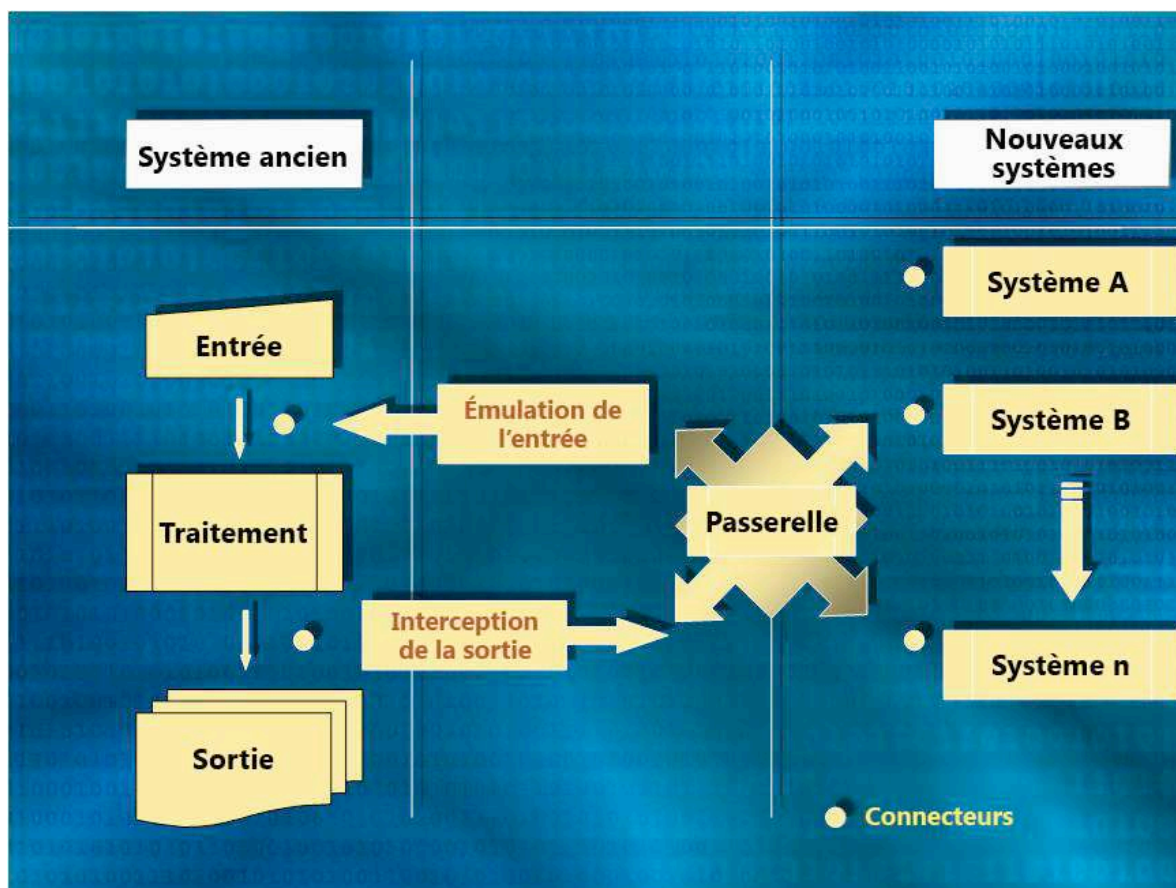 Système ancien
Nouveaux
systèmes
Système A
Entrée
Émulation de
l'entrée
Système B
Traitement
Passerelle
Interception
de la sortie
Système n
Sortie
Connecteurs